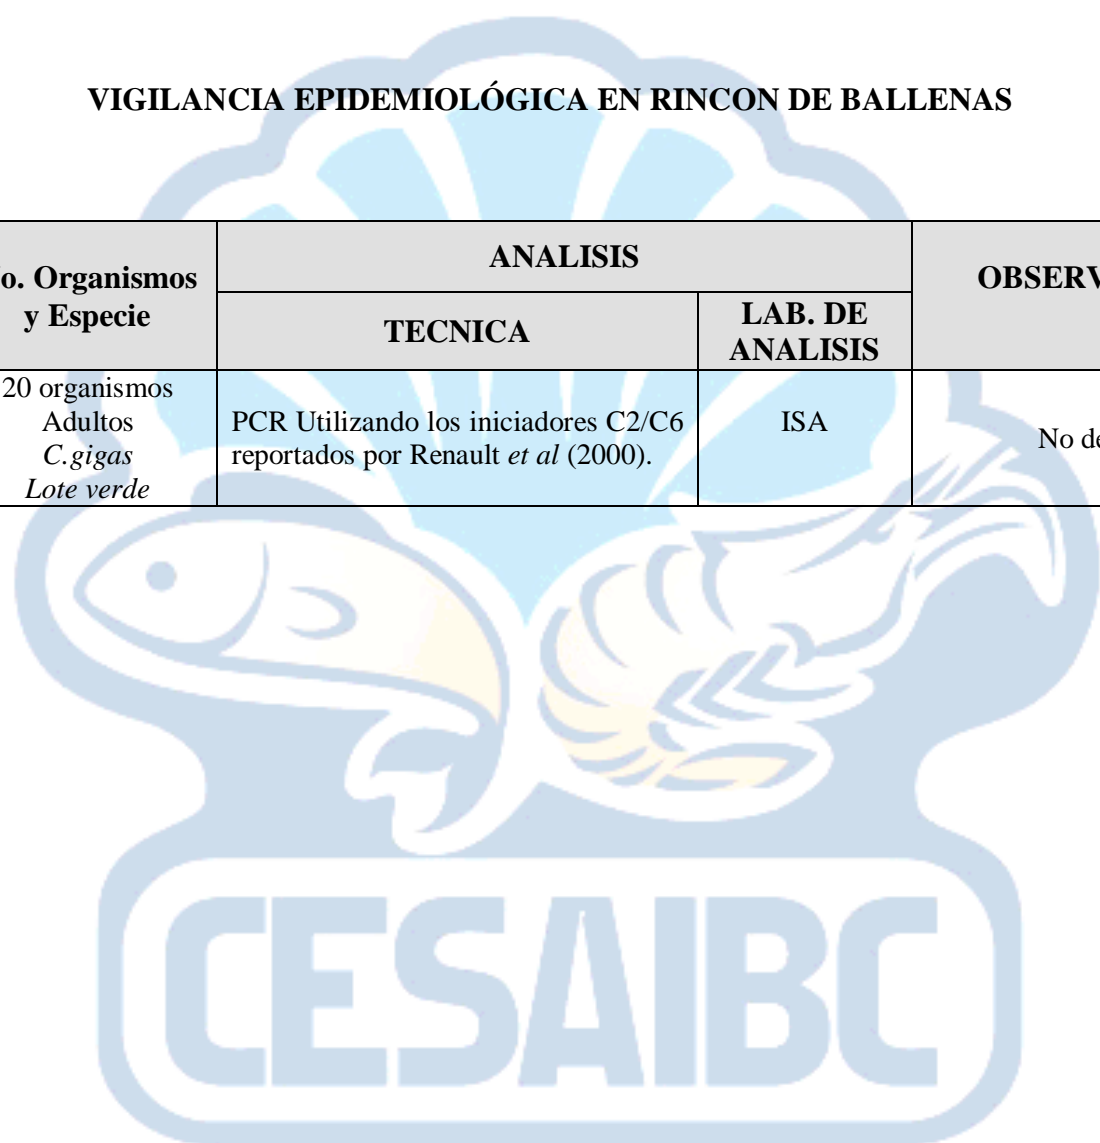 VIGILANCIA EPIDEMIOLÓGICA EN RINCON DE BALLENAS
o. Organismos
y Especie
ANALISIS
OBSERV
TECNICA
LAB. DE
ANALISIS
20 organismos
Adultos
C.gigas
Lote verde
PCR Utilizando los iniciadores C2/C6
reportados por Renault et al (2000).
ISA
No de
CESAIBC